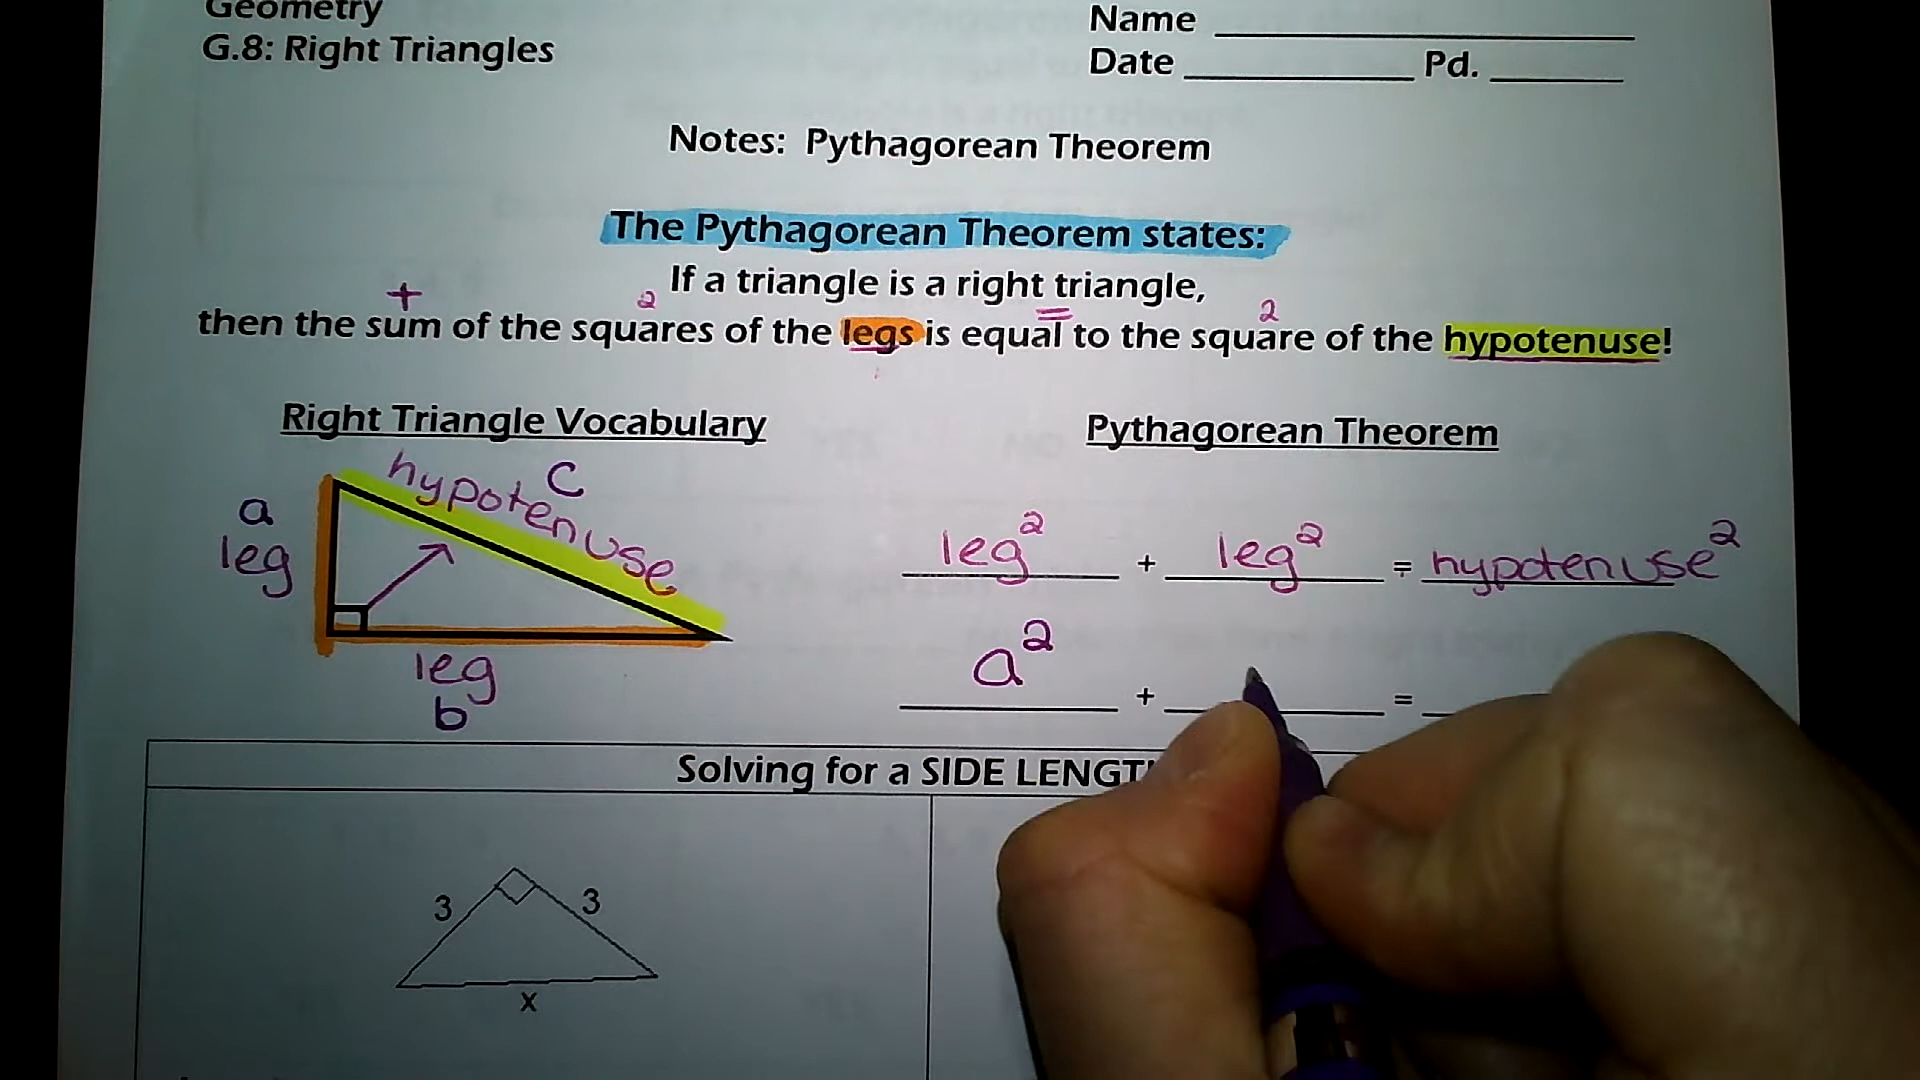 Geometry
G.8: Right Triangles
Name
Date Pd.
Notes: Pythagorean Theorem
The Pythagorean Theorem states:
If a triangle is a right triangle,
+ 2 = 2
then the sum of the squares of the legs is equal to the square of the hypotenuse!
Right Triangle Vocabulary
hypotenuse
c
a
leg
leg
b
Pythagorean Theorem
leg² + leg² = hypotenuse²
a² + =
Solving for a SIDE LENGT
3
3
x